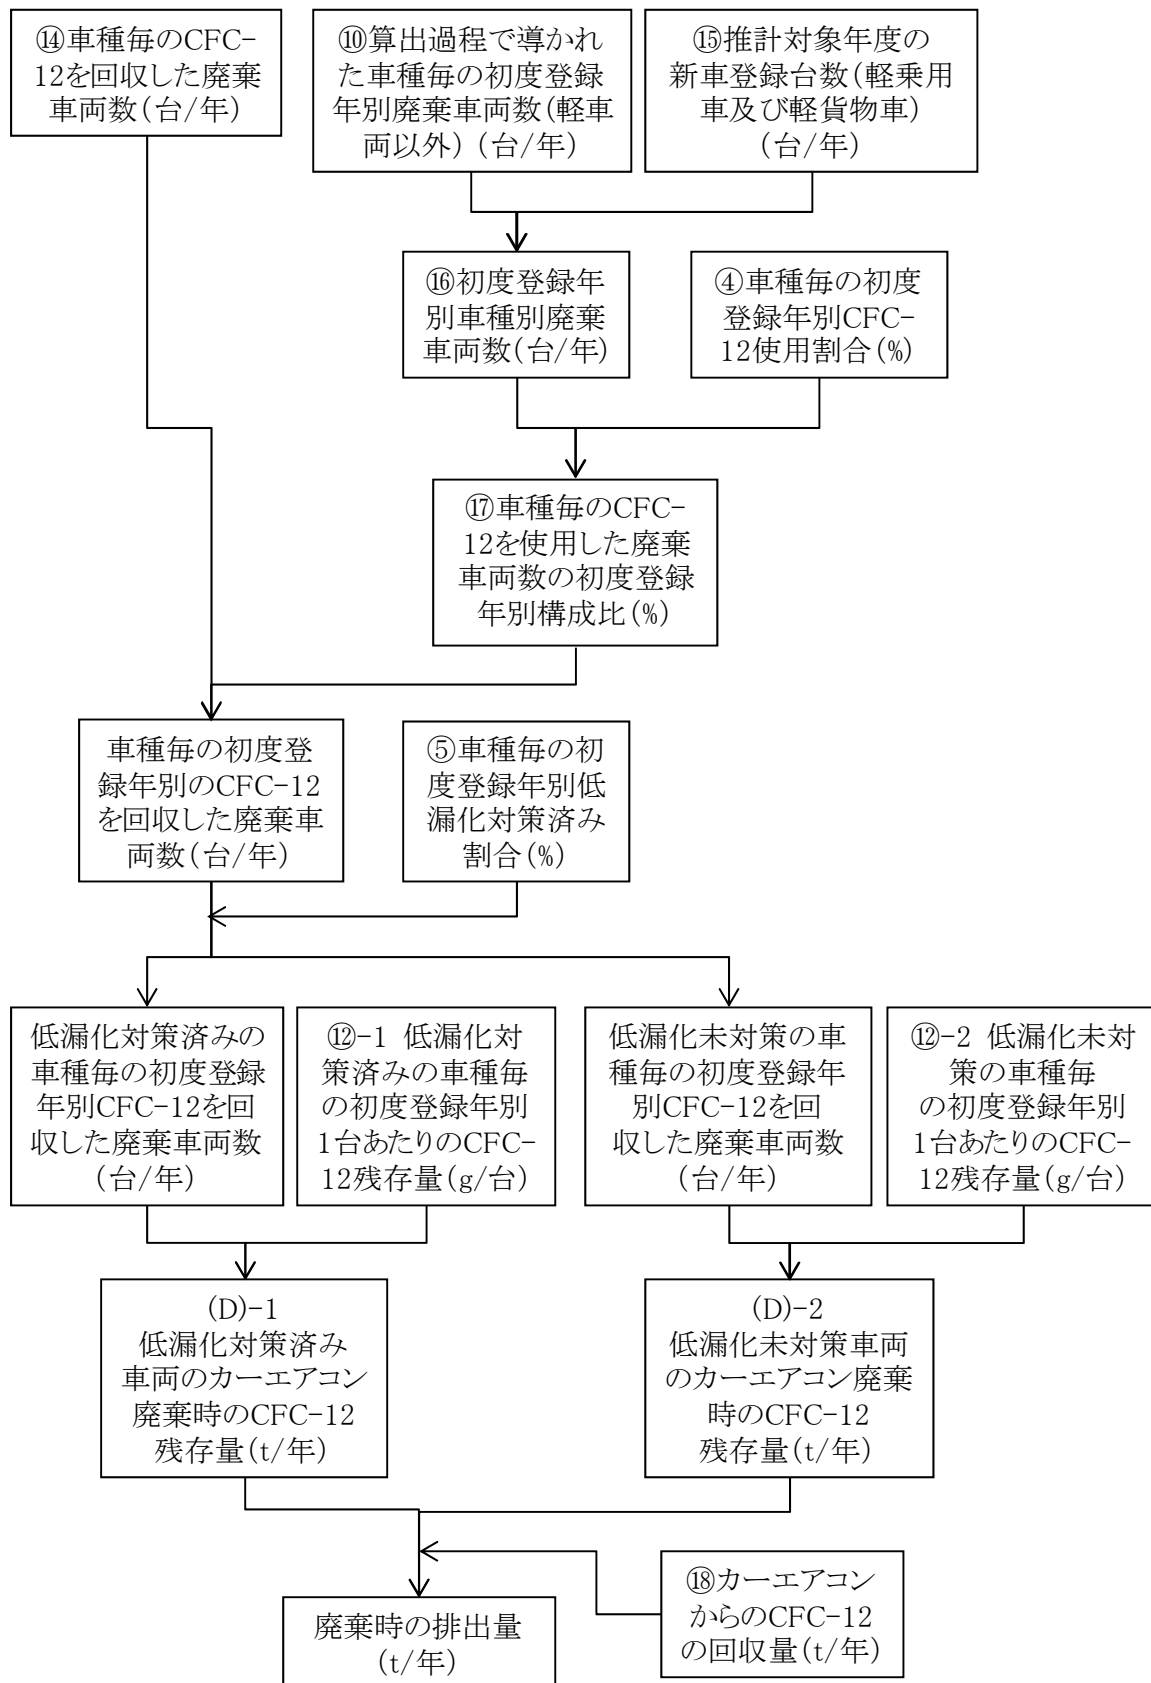 ⑭車種毎のCFC-
12を回収した廃棄
車両数(台/年)
⑩算出過程で導かれ
た車種毎の初度登録
年別廃棄車両数(軽車
両以外) (台/年)
⑮推計対象年度の
新車登録台数(軽乗用
車及び軽貨物車)
(台/年)
⑯初度登録年
別車種別廃棄
車両数(台/年)
④車種毎の初度
登録年別CFC-
12使用割合(%)
⑰車種毎のCFC-
12を使用した廃棄
車両数の初度登録
年別構成比(%)
車種毎の初度登
録年別のCFC-12
を回収した廃棄車
両数(台/年)
⑤車種毎の初
度登録年別低
漏化対策済み
割合(%)
低漏化対策済みの
車種毎の初度登録
年別CFC-12を回
収した廃棄車両数
(台/年)
⑫-1 低漏化対
策済みの車種毎
の初度登録年別
1台あたりのCFC-
12残存量(g/台)
低漏化未対策の車
種毎の初度登録年
別CFC-12を回
収した廃棄車両数
(台/年)
⑫-2 低漏化未対
策の車種毎
の初度登録年別
1台あたりのCFC-
12残存量(g/台)
(D)-1
低漏化対策済み
車両のカーエアコン
廃棄時のCFC-12
残存量(t/年)
(D)-2
低漏化未対策車両
のカーエアコン廃棄
時のCFC-12
残存量(t/年)
⑱カーエアコン
からのCFC-12
の回収量(t/年)
廃棄時の排出量
(t/年)